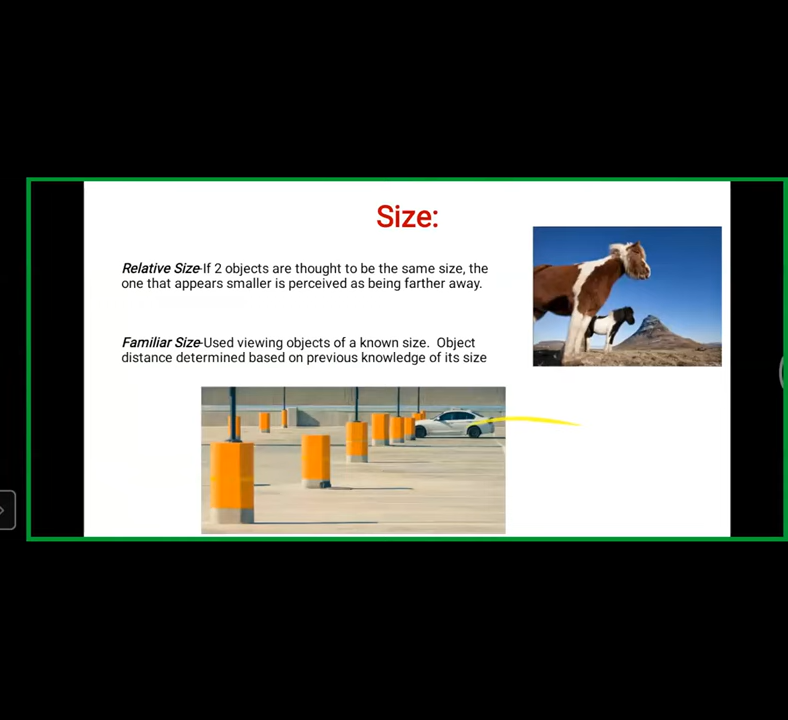 Size:
Relative Size-If 2 objects are thought to be the same size, the
one that appears smaller is perceived as being farther away.
Familiar Size-Used viewing objects of a known size. Object
distance determined based on previous knowledge of its size